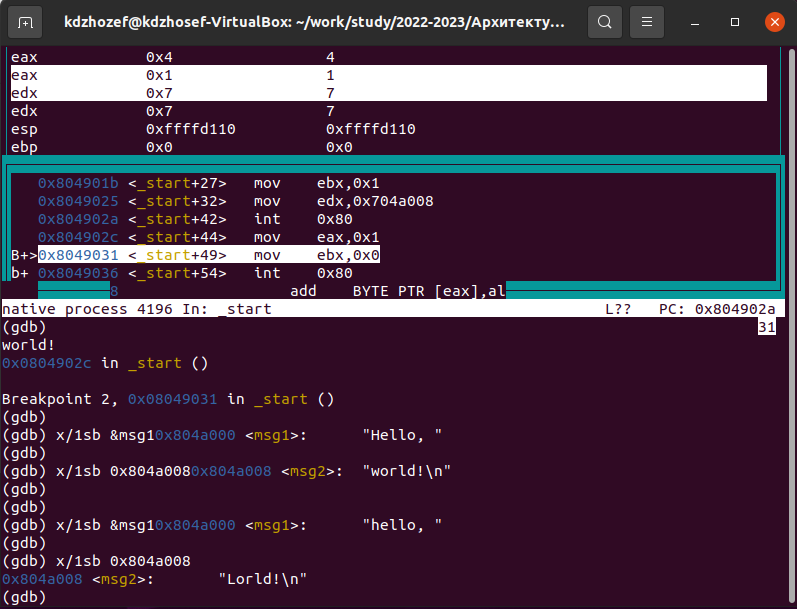 kdzhozef@kdzhosef-VirtualBox: ~/work/study/2022-2023/Архитекту...
eax 0x4 4
eax 0x1 1
edx 0x7 7
edx 0x7 7
esp 0xffffd110 0xffffd110
ebp 0x0 0x0
0x804901b <_start+27> mov ebx,0x1
0x8049025 <_start+32> mov edx,0x704a008
0x804902a <_start+42> int 0x80
0x804902c <_start+44> mov eax,0x1
B+>0x8049031 <_start+49> mov ebx,0x0
b+ 0x8049036 <_start+54> int 0x80
8 add BYTE PTR [eax],al
native process 4196 In: _start L?? PC: 0x804902a
(gdb) 31
world!
0x0804902c in _start ()
Breakpoint 2, 0x08049031 in _start ()
(gdb)
(gdb) x/1sb &msg10x804a000 <msg1>: "Hello, "
(gdb)
(gdb) x/1sb 0x804a0080x804a008 <msg2>: "world!\n"
(gdb)
(gdb)
(gdb) x/1sb &msg10x804a000 <msg1>: "hello, "
(gdb)
(gdb) x/1sb 0x804a008
0x804a008 <msg2>: "Lorld!\n"
(gdb)